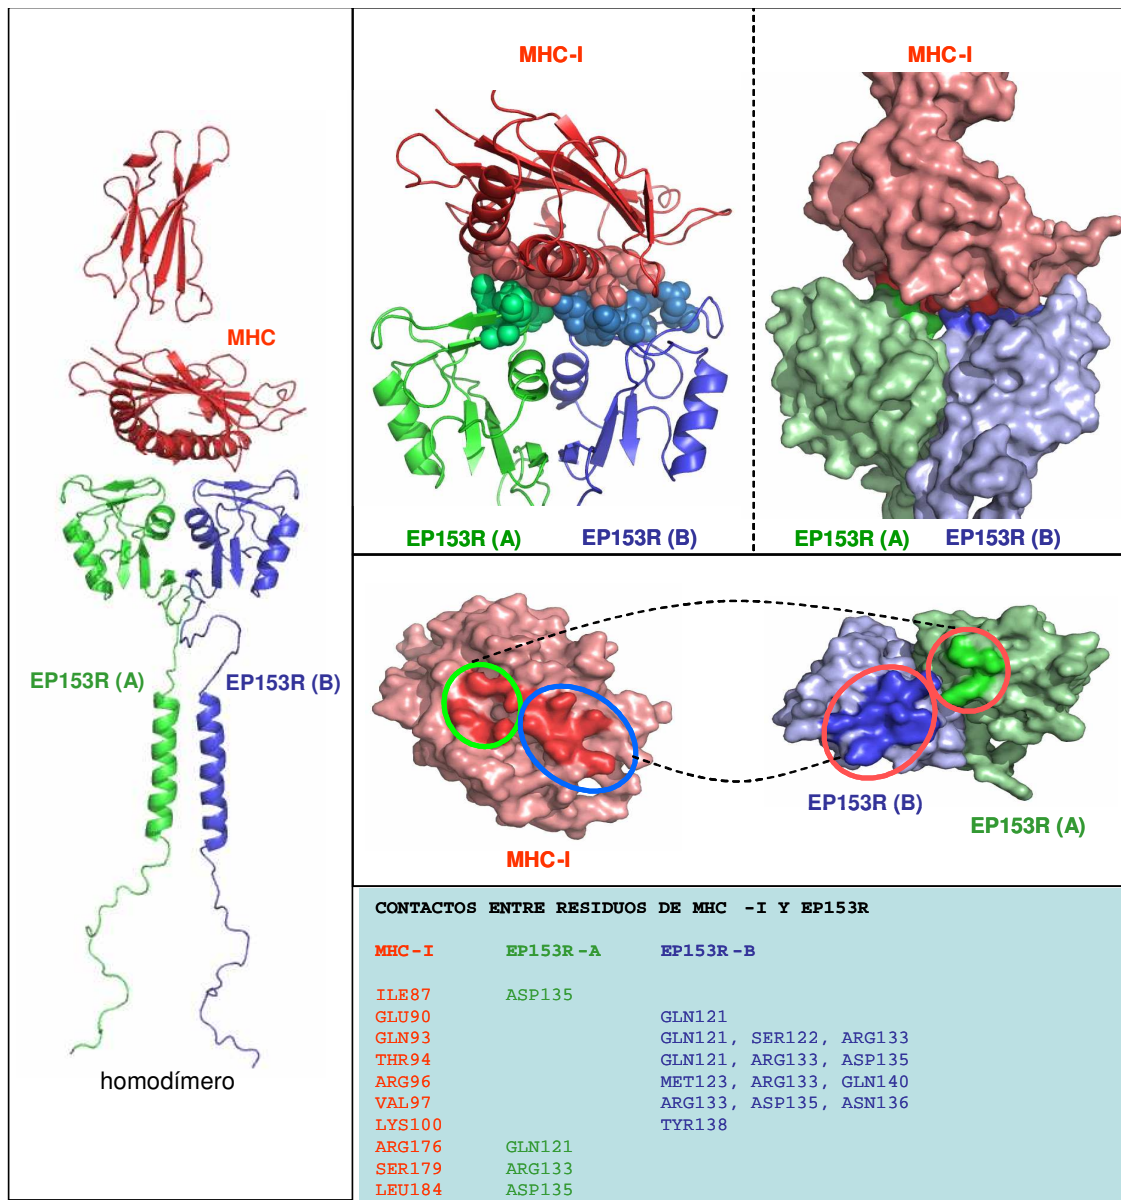 MHC
EP153R (A)
EP153R (B)
homodímero
MHC-I
EP153R (A)
EP153R (B)
MHC-I
EP153R (A)
EP153R (B)
MHC-I
EP153R (B)
EP153R (A)
CONTACTOS ENTRE RESIDUOS DE MHC -I Y EP153R
MHC-I EP153R-A EP153R-B
ILE87 ASP135
GLU90 GLN121
GLN93 GLN121, SER122, ARG133
THR94 GLN121, ARG133, ASP135
ARG96 MET123, ARG133, GLN140
VAL97 ARG133, ASP135, ASN136
LYS100 TYR138
ARG176 GLN121
SER179 ARG133
LEU184 ASP135